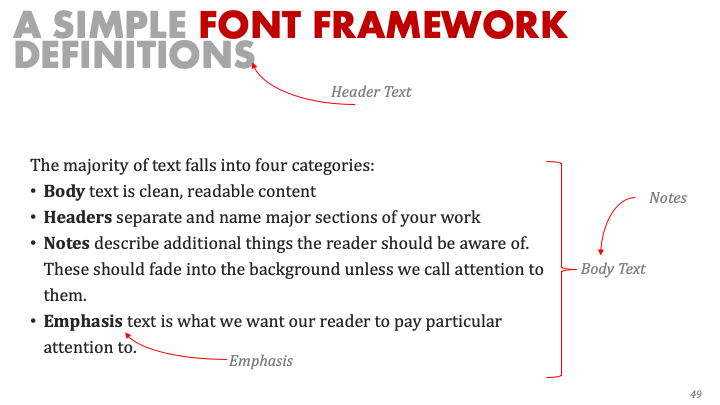 A SIMPLE FONT FRAMEWORK
DEFINITIONS
Header Text
The majority of text falls into four categories:
• Body text is clean, readable content
• Headers separate and name major sections of your work
• Notes describe additional things the reader should be aware of.
These should fade into the background unless we call attention to
them.
• Emphasis text is what we want our reader to pay particular
attention to.
Emphasis
Notes
Body Text
49